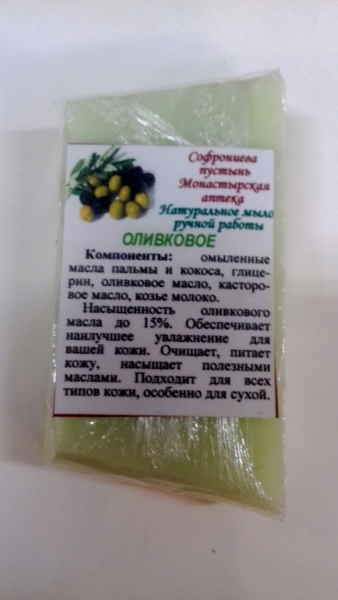 Софрониева
пустынь
Монастырская
аптека
Натуральное мыло
ручной работы
ОЛИВКОВОЕ
Компоненты: омыленные
масла пальмы и кокоса, глице-
рин, оливковое масло, касторо-
вое масло, козье молоко.
Насыщенность оливкового
масла до 15%. Обеспечивает
наилучшее увлажнение для
вашей кожи. Очищает, питает
кожу, насыщает полезными
маслами. Подходит для всех
типов кожи, особенно для сухой.